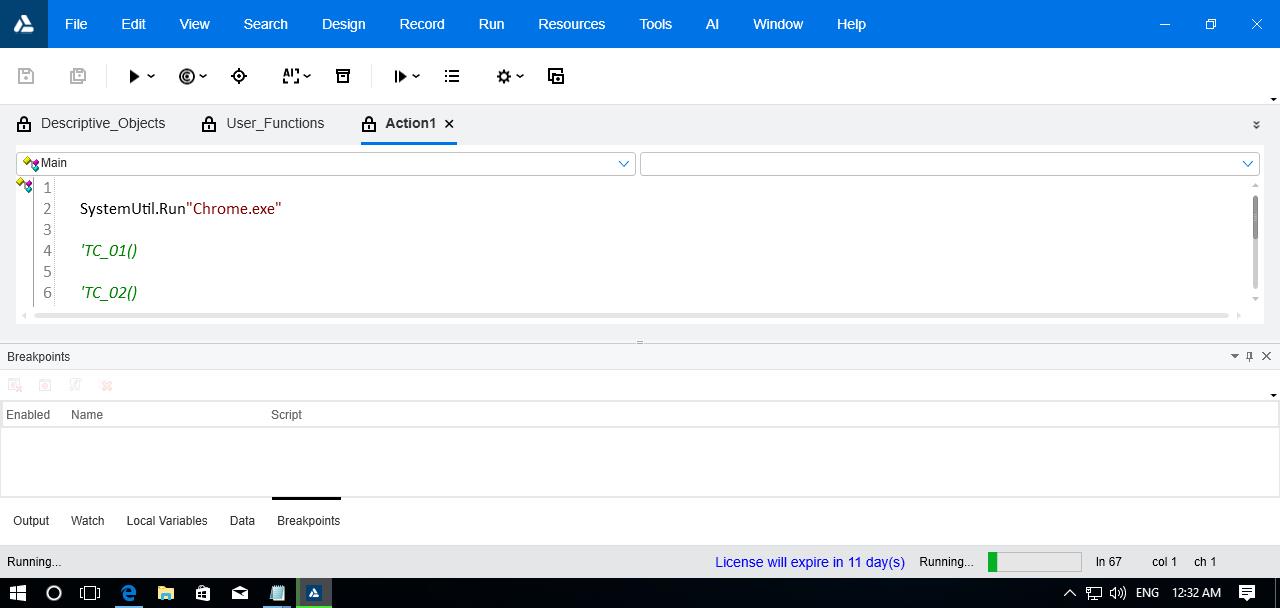 File Edit View Search Design Record Run Resources Tools AI Window Help
AI
Descriptive_Objects User_Functions Action1
Main
1
2 SystemUtil.Run"Chrome.exe"
3
4 'TC_01()
5
6 'TC_02()
Breakpoints
Enabled Name Script
Output Watch Local Variables Data Breakpoints
Running... License will expire in 11 day(s) Running... ln 67 col 1 ch 1
ENG 12:32 AM